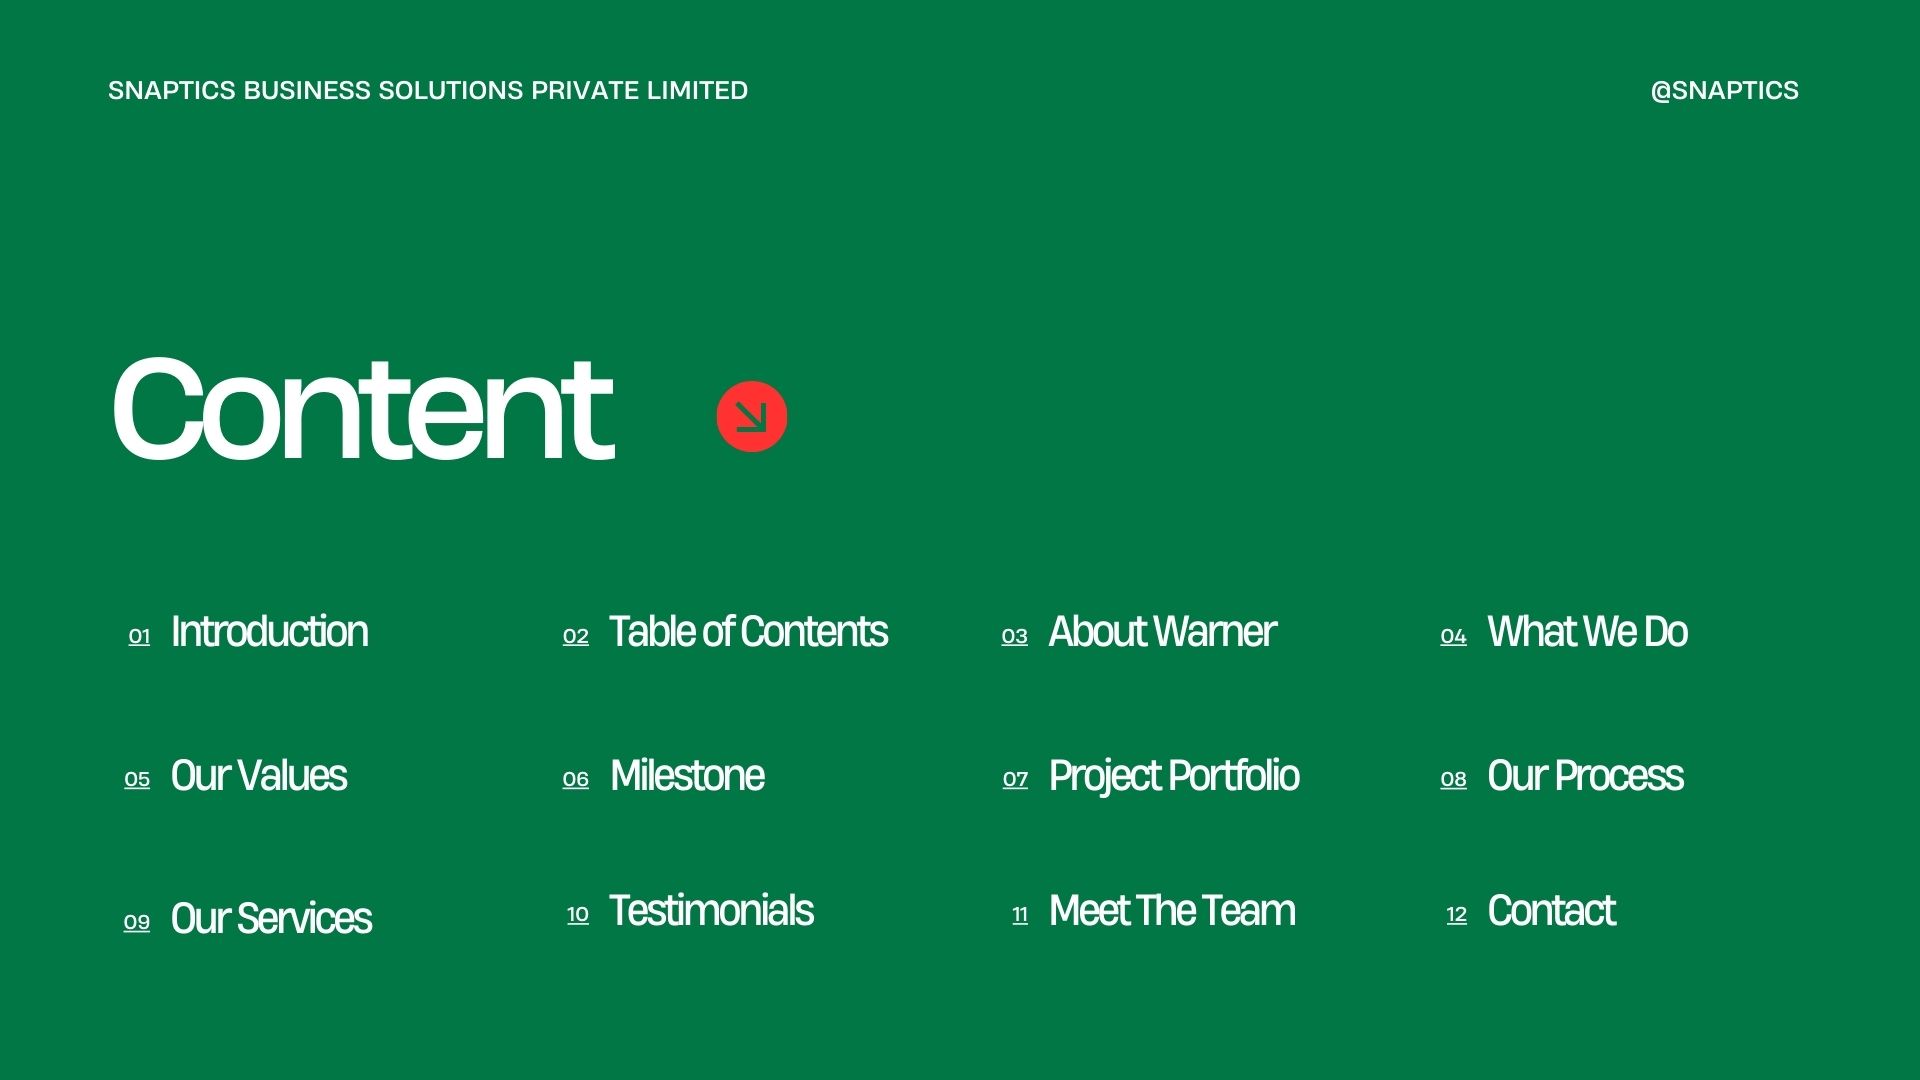 SNAPTICS BUSINESS SOLUTIONS PRIVATE LIMITED
@SNAPTICS
Content
01 Introduction
02 Table of Contents
03 About Warner
04 What We Do
05 Our Values
06 Milestone
07 Project Portfolio
08 Our Process
09 Our Services
10 Testimonials
11 Meet The Team
12 Contact